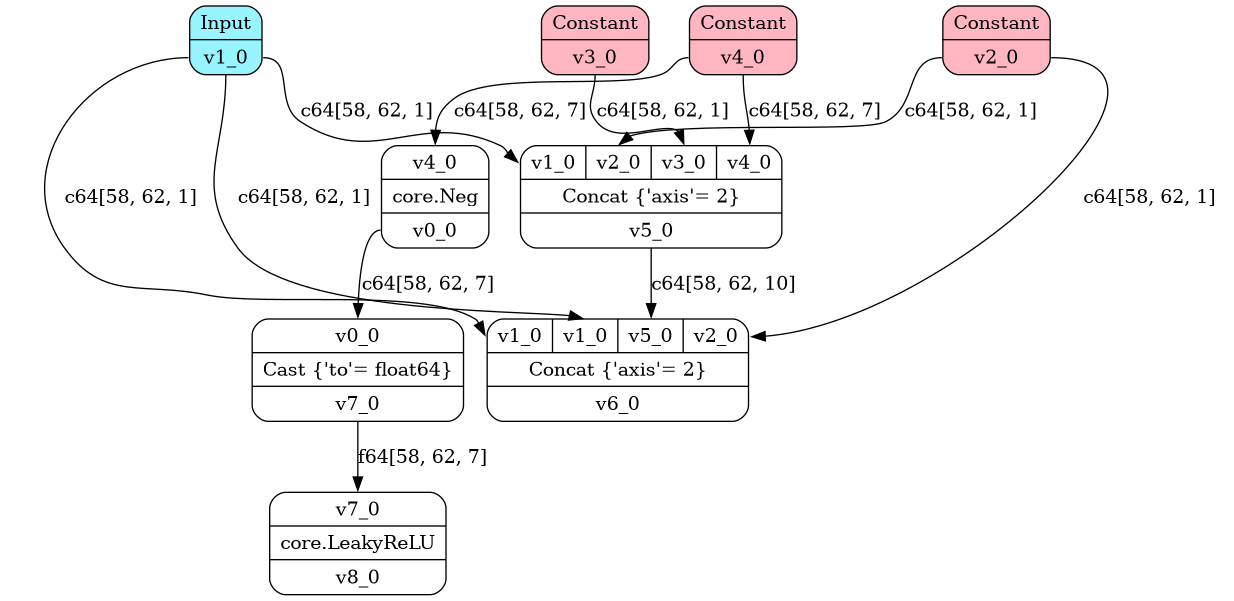 Input
v1_0
Constant
v3_0
Constant
v4_0
Constant
v2_0
c64[58, 62, 1]
c64[58, 62, 7]
c64[58, 62, 1]
c64[58, 62, 7]
c64[58, 62, 1]
v4_0
core.Neg
v0_0
v1_0 v2_0 v3_0 v4_0
Concat {'axis'= 2}
v5_0
c64[58, 62, 1]
c64[58, 62, 1]
c64[58, 62, 1]
c64[58, 62, 7]
c64[58, 62, 10]
v0_0
Cast {'to'= float64}
v7_0
v1_0 v1_0 v5_0 v2_0
Concat {'axis'= 2}
v6_0
f64[58, 62, 7]
v7_0
core.LeakyReLU
v8_0